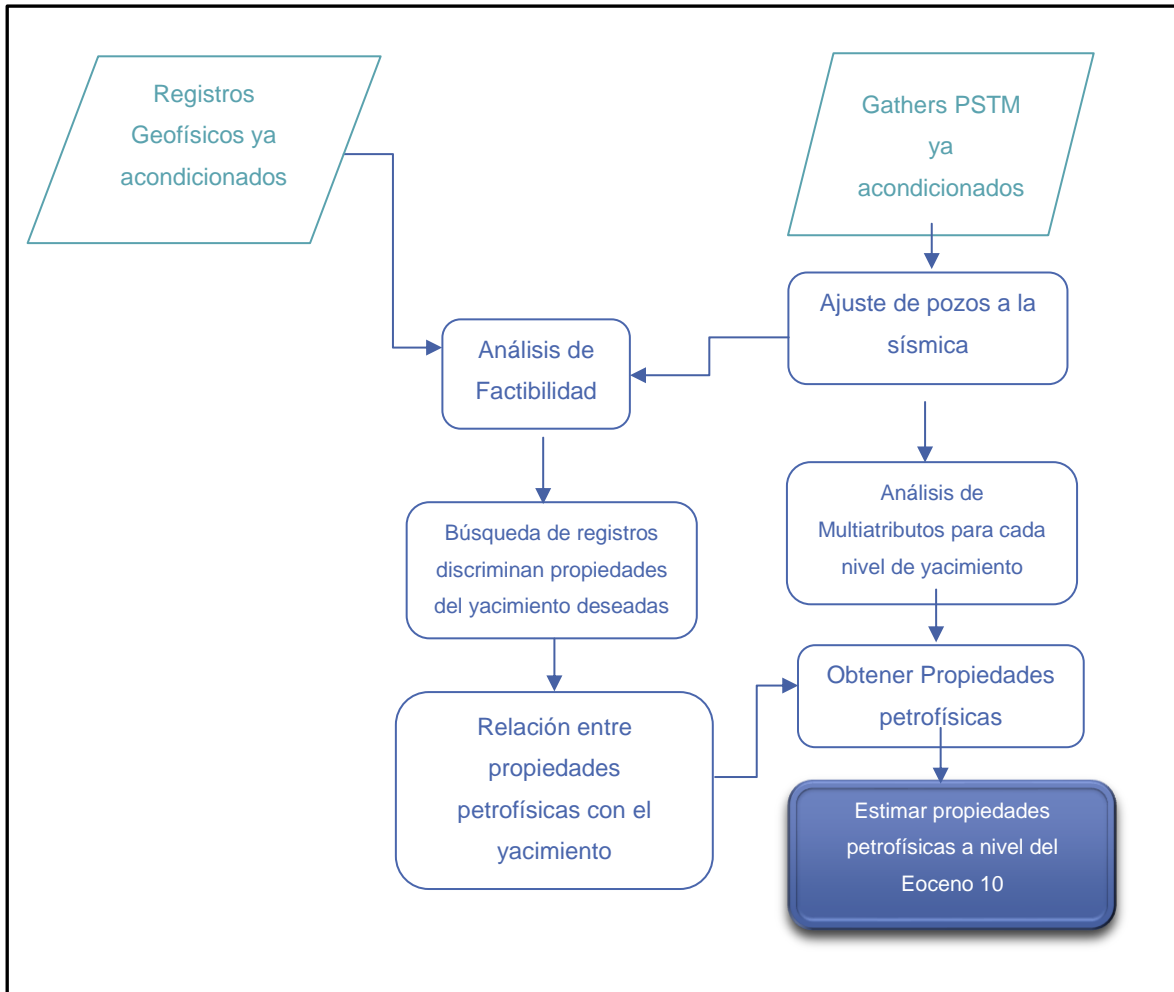 Registros
Geofísicos ya
acondicionados
Gathers PSTM
ya
acondicionados
Ajuste de pozos a la
sísmica
Análisis de
Factibilidad
Análisis de
Multiatributos para cada
nivel de yacimiento
Búsqueda de registros
discriminan propiedades
del yacimiento deseadas
Obtener Propiedades
petrofísicas
Relación entre
propiedades
petrofísicas con el
yacimiento
Estimar propiedades
petrofísicas a nivel del
Eoceno 10